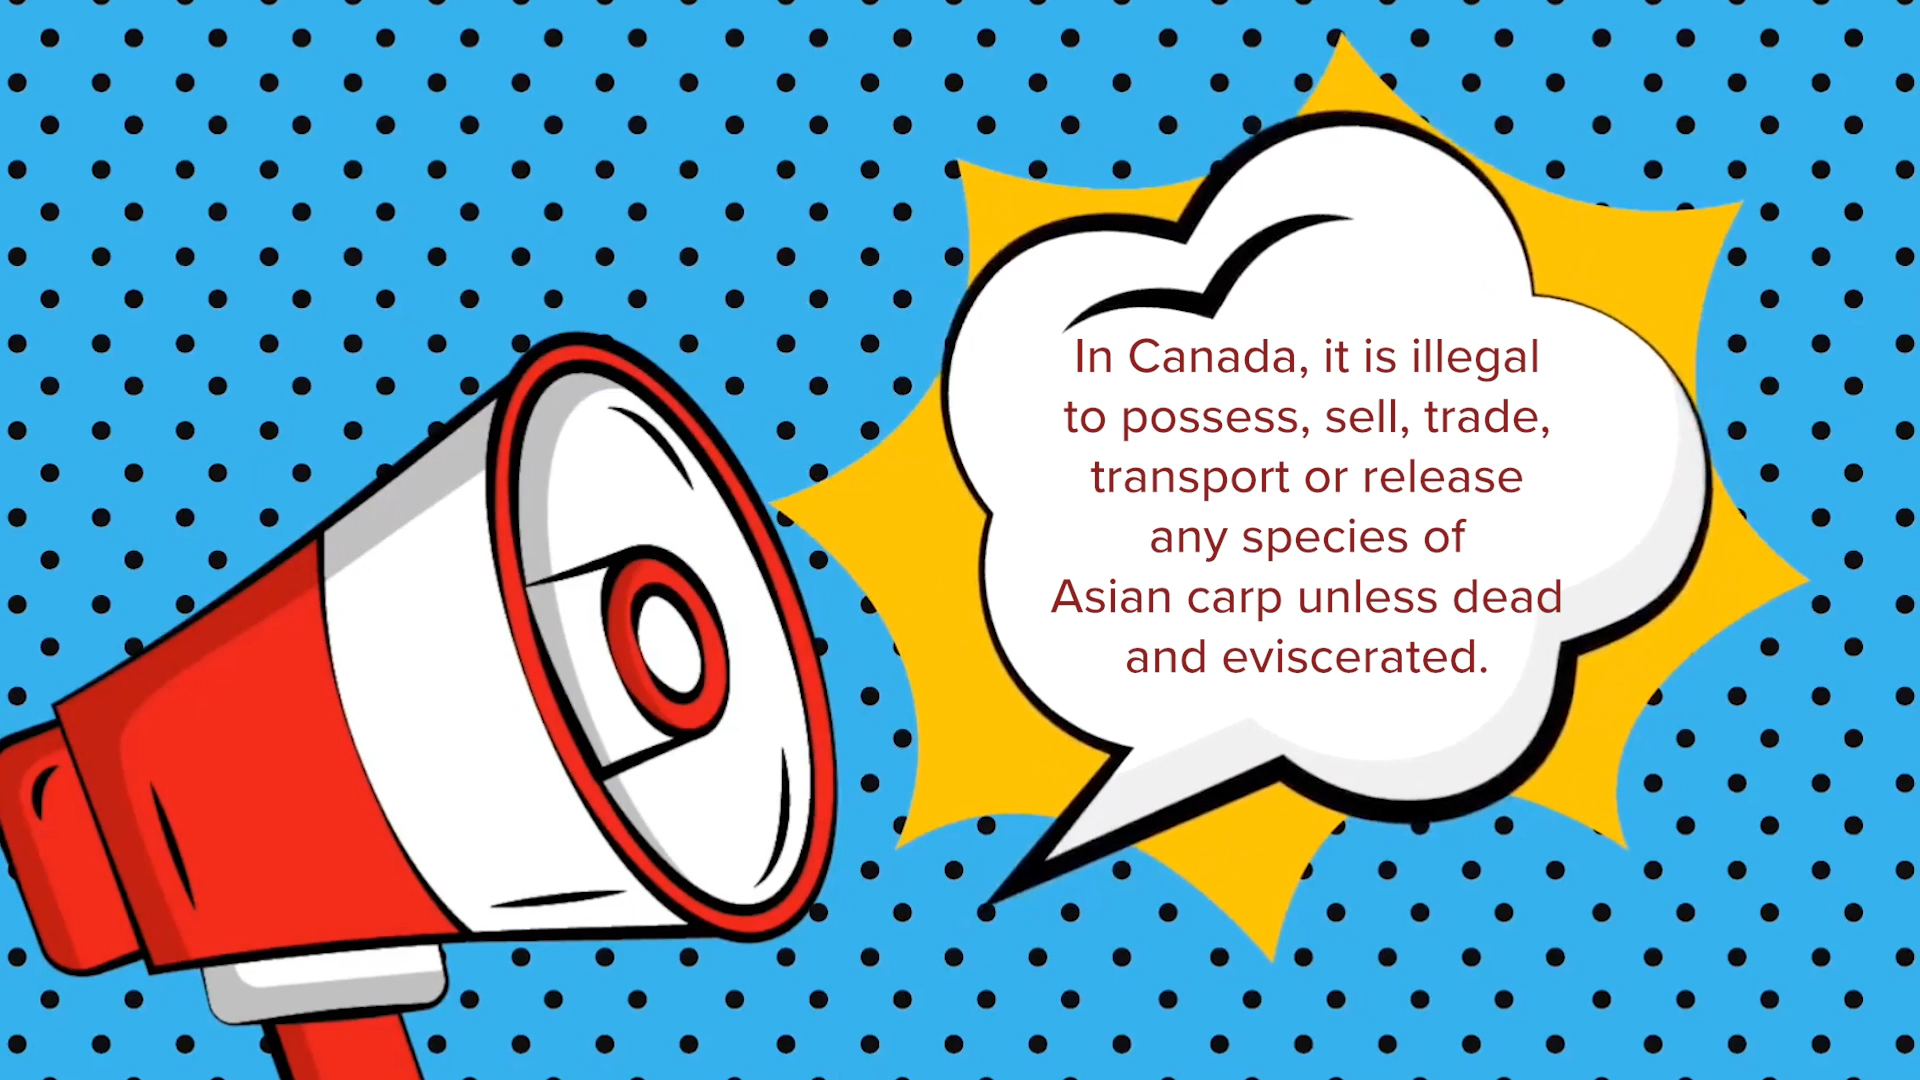 In Canada, it is illegal
to possess, sell, trade,
transport or release
any species of
Asian carp unless dead
and eviscerated.